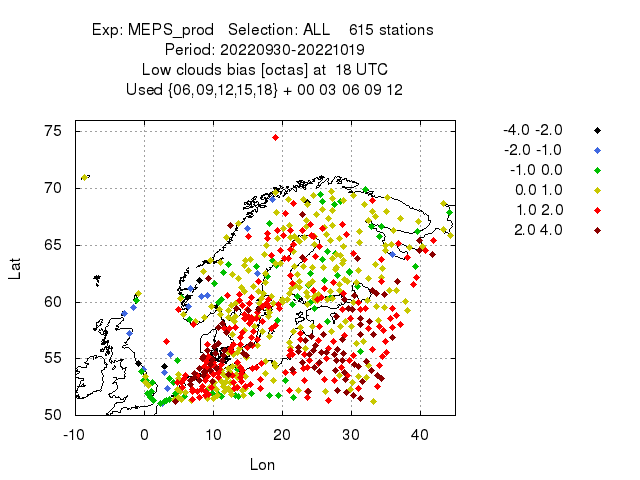 Exp: MEPS_prod   Selection: ALL    615 stations
Period: 20220930-20221019
Low clouds bias [octas] at  18 UTC
Used {06,09,12,15,18} + 00 03 06 09 12
-4.0 -2.0
-2.0 -1.0
-1.0 0.0
0.0 1.0
1.0 2.0
2.0 4.0
75
70
65
60
55
50
Lat
-10 0 10 20 30 40
Lon